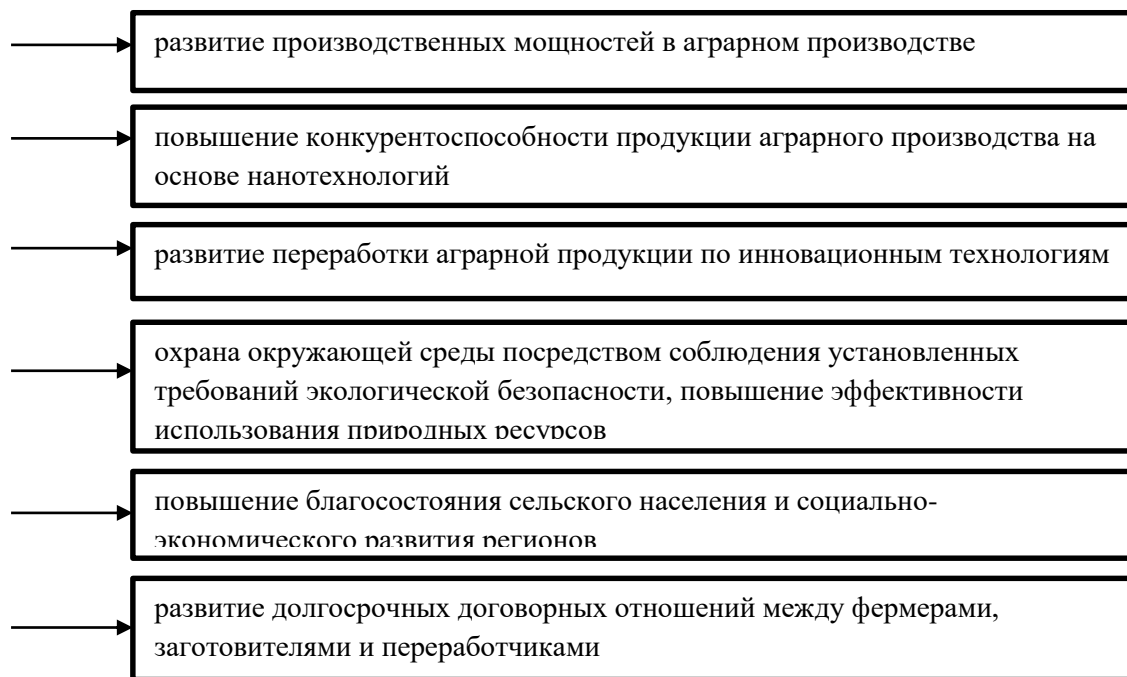 развитие производственных мощностей в аграрном производстве
повышение конкурентоспособности продукции аграрного производства на
основе нанотехнологий
развитие переработки аграрной продукции по инновационным технологиям
охрана окружающей среды посредством соблюдения установленных
требований экологической безопасности, повышение эффективности
использования природных ресурсов
повышение благосостояния сельского населения и социально-
экономического развития регионов
развитие долгосрочных договорных отношений между фермерами,
заготовителями и переработчиками